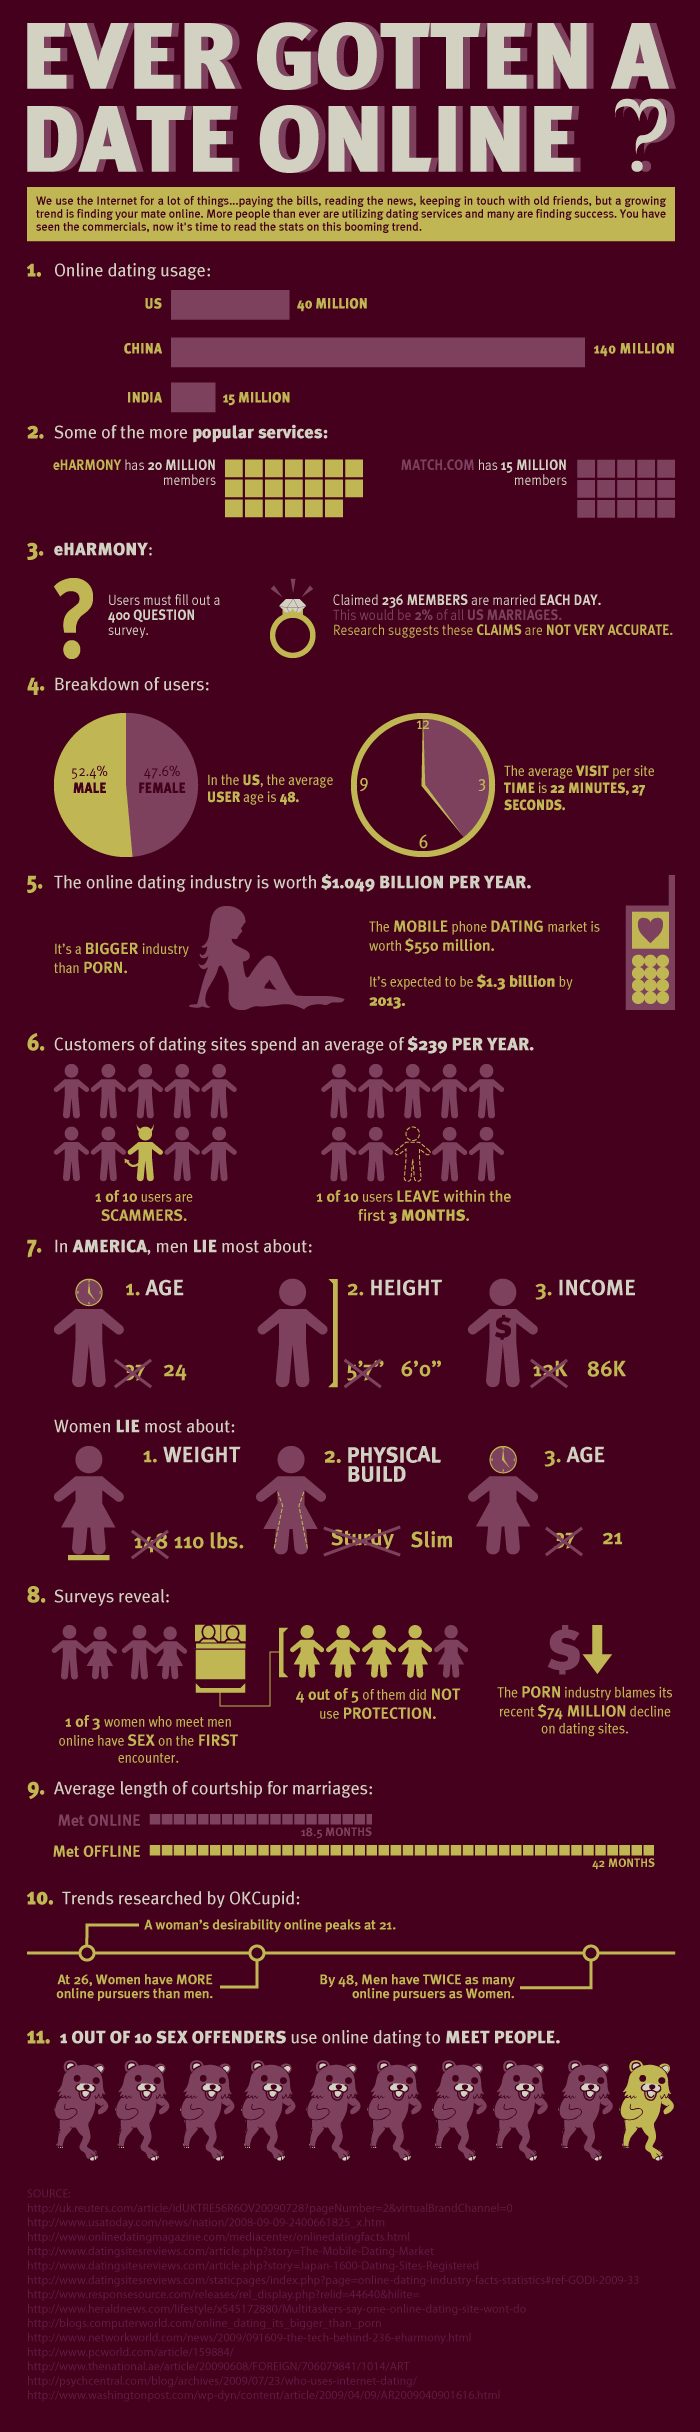 EVER GOTTEN A
DATE ONLINE ?
We use the Internet for a lot of things...paying the bills, reading the news, keeping in touch with old friends, but a growing
trend is finding your mate online. More people than ever are utilizing dating services and many are finding success. You have
seen the commercials, now it's time to read the stats on this booming trend.
1. Online dating usage:
US 40 MILLION
CHINA 140 MILLION
INDIA 15 MILLION
2. Some of the more popular services:
eHARMONY has 20 MILLION
members
MATCH.COM has 15 MILLION
members
3. eHARMONY:
?
Users must fill out a
400 QUESTION
survey.
Claimed 236 MEMBERS are married EACH DAY.
This would be 2% of all US MARRIAGES.
Research suggests these CLAIMS are NOT VERY ACCURATE.
4. Breakdown of users:
52.4%
MALE
47.6%
FEMALE
In the US, the average
USER age is 48.
12
9
3
6
The average VISIT per site
TIME is 22 MINUTES, 27
SECONDS.
5. The online dating industry is worth $1.049 BILLION PER YEAR.
It's a BIGGER industry
than PORN.
The MOBILE phone DATING market is
worth $550 million.
It's expected to be $1.3 billion by
2013.
6. Customers of dating sites spend an average of $239 PER YEAR.
1 of 10 users are
SCAMMERS.
1 of 10 users LEAVE within the
first 3 MONTHS.
7. In AMERICA, men LIE most about:
1. AGE
37 24
2. HEIGHT
5'7" 6'0"
3. INCOME
$
12K 86K
Women LIE most about:
1. WEIGHT
148 110 lbs.
2. PHYSICAL
BUILD
Sturdy Slim
3. AGE
37 21
8. Surveys reveal:
1 of 3 women who meet men
online have SEX on the FIRST
encounter.
4 out of 5 of them did NOT
use PROTECTION.
$
The PORN industry blames its
recent $74 MILLION decline
on dating sites.
9. Average length of courtship for marriages:
Met ONLINE
18.5 MONTHS
Met OFFLINE
42 MONTHS
10. Trends researched by OKCupid:
A woman's desirability online peaks at 21.
At 26, Women have MORE
online pursuers than men.
By 48, Men have TWICE as many
online pursuers as Women.
11. 1 OUT OF 10 SEX OFFENDERS use online dating to MEET PEOPLE.
SOURCE:
http://uk.reuters.com/article/idUKTRE56R6OV20090728?pageNumber=2&virtualBrandChannel=0
http://www.usatoday.com/news/nation/2008-09-09-2400661825_x.htm
http://www.onlinedatingmagazine.com/mediacenter/onlinedatingfacts.html
http://www.datingsitesreviews.com/article.php?story=The-Mobile-Dating-Market
http://www.datingsitesreviews.com/article.php?story=Japan-1600-Dating-Sites-Registered
http://www.datingsitesreviews.com/staticpages/index.php?page=online-dating-industry-facts-statistics#ref-GODI-2009-33
http://www.responsesource.com/releases/rel_display.php?relid=44640&hilite=
http://www.heraldnews.com/lifestyle/x545172880/Multitaskers-say-one-online-dating-site-wont-do
http://blogs.computerworld.com/online_dating_its_bigger_than_porn
http://www.networkworld.com/news/2009/091609-the-tech-behind-236-eharmony.html
http://www.pcworld.com/article/159884/
http://www.thenational.ae/article/20090608/FOREIGN/706079841/1014/ART
http://psychcentral.com/blog/archives/2009/07/23/who-uses-internet-dating/
http://www.washingtonpost.com/wp-dyn/content/article/2009/04/09/AR2009040901616.html